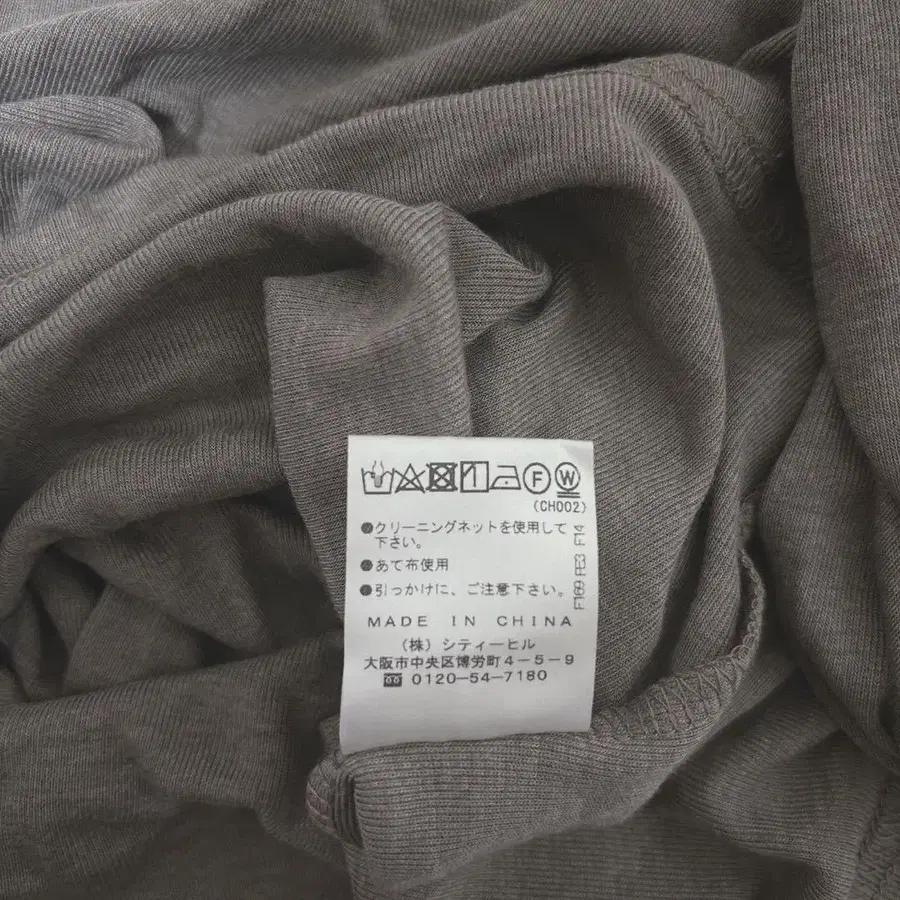 F W
(CH002)
●クリーニングネットを使用して
下さい。
●あて布使用
●引っかけに、ご注意下さい。
F169 FE3 F14
MADE IN CHINA
(株) シティーヒル
大阪市中央区博労町4-5-9
0120-54-7180